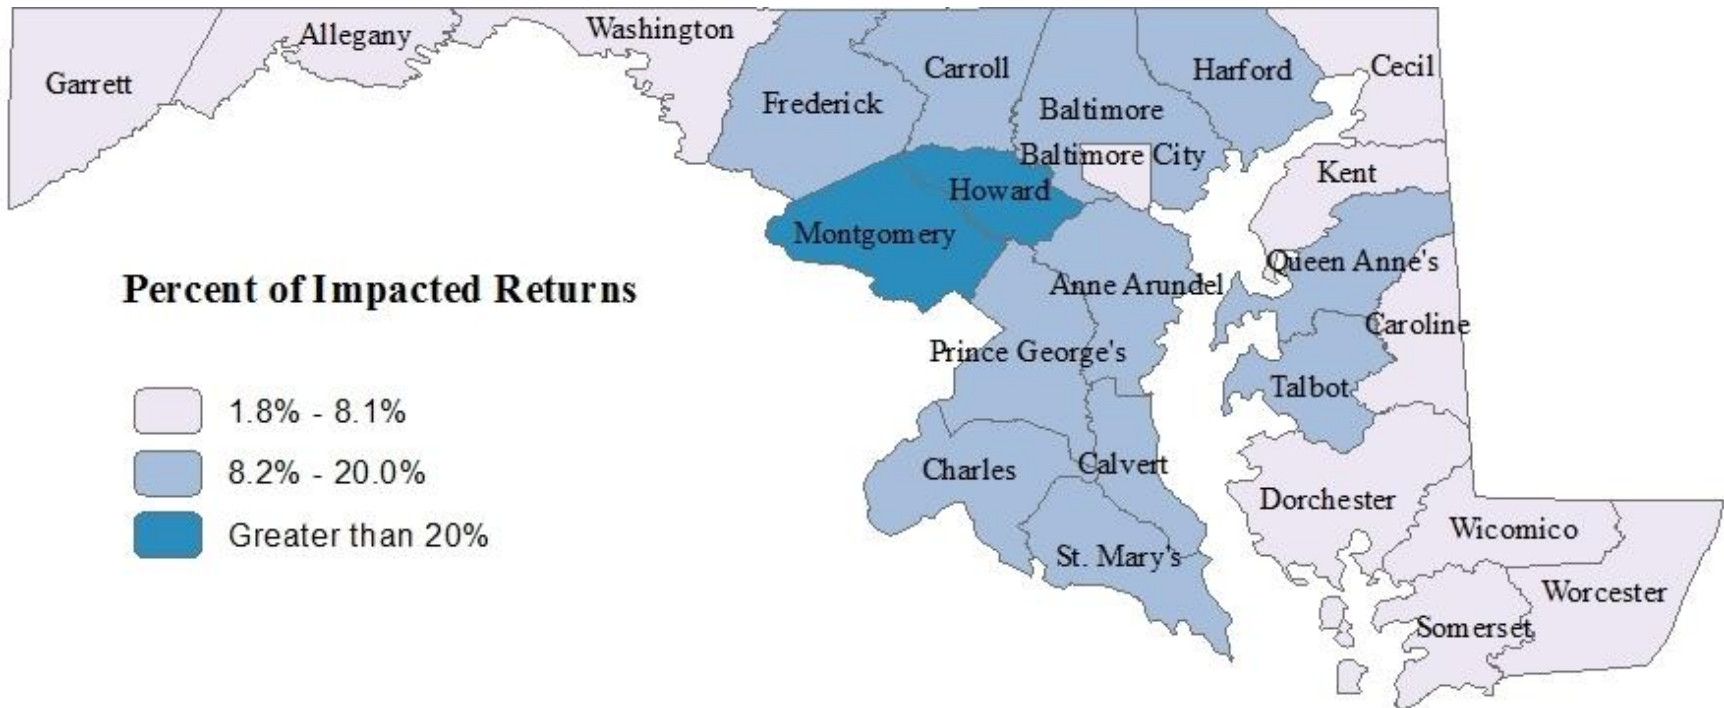 Garrett
Allegany
Washington
Frederick
Carroll
Baltimore
Harford
Cecil
Baltimore City
Kent
Howard
Montgomery
Queen Anne's
Anne Arundel
Percent of Impacted Returns
Caroline
Prince George's
Talbot
1.8% - 8.1%
8.2% - 20.0%
Greater than 20%
Charles
Calvert
Dorchester
Wicomico
St. Mary's
Worcester
Somerset